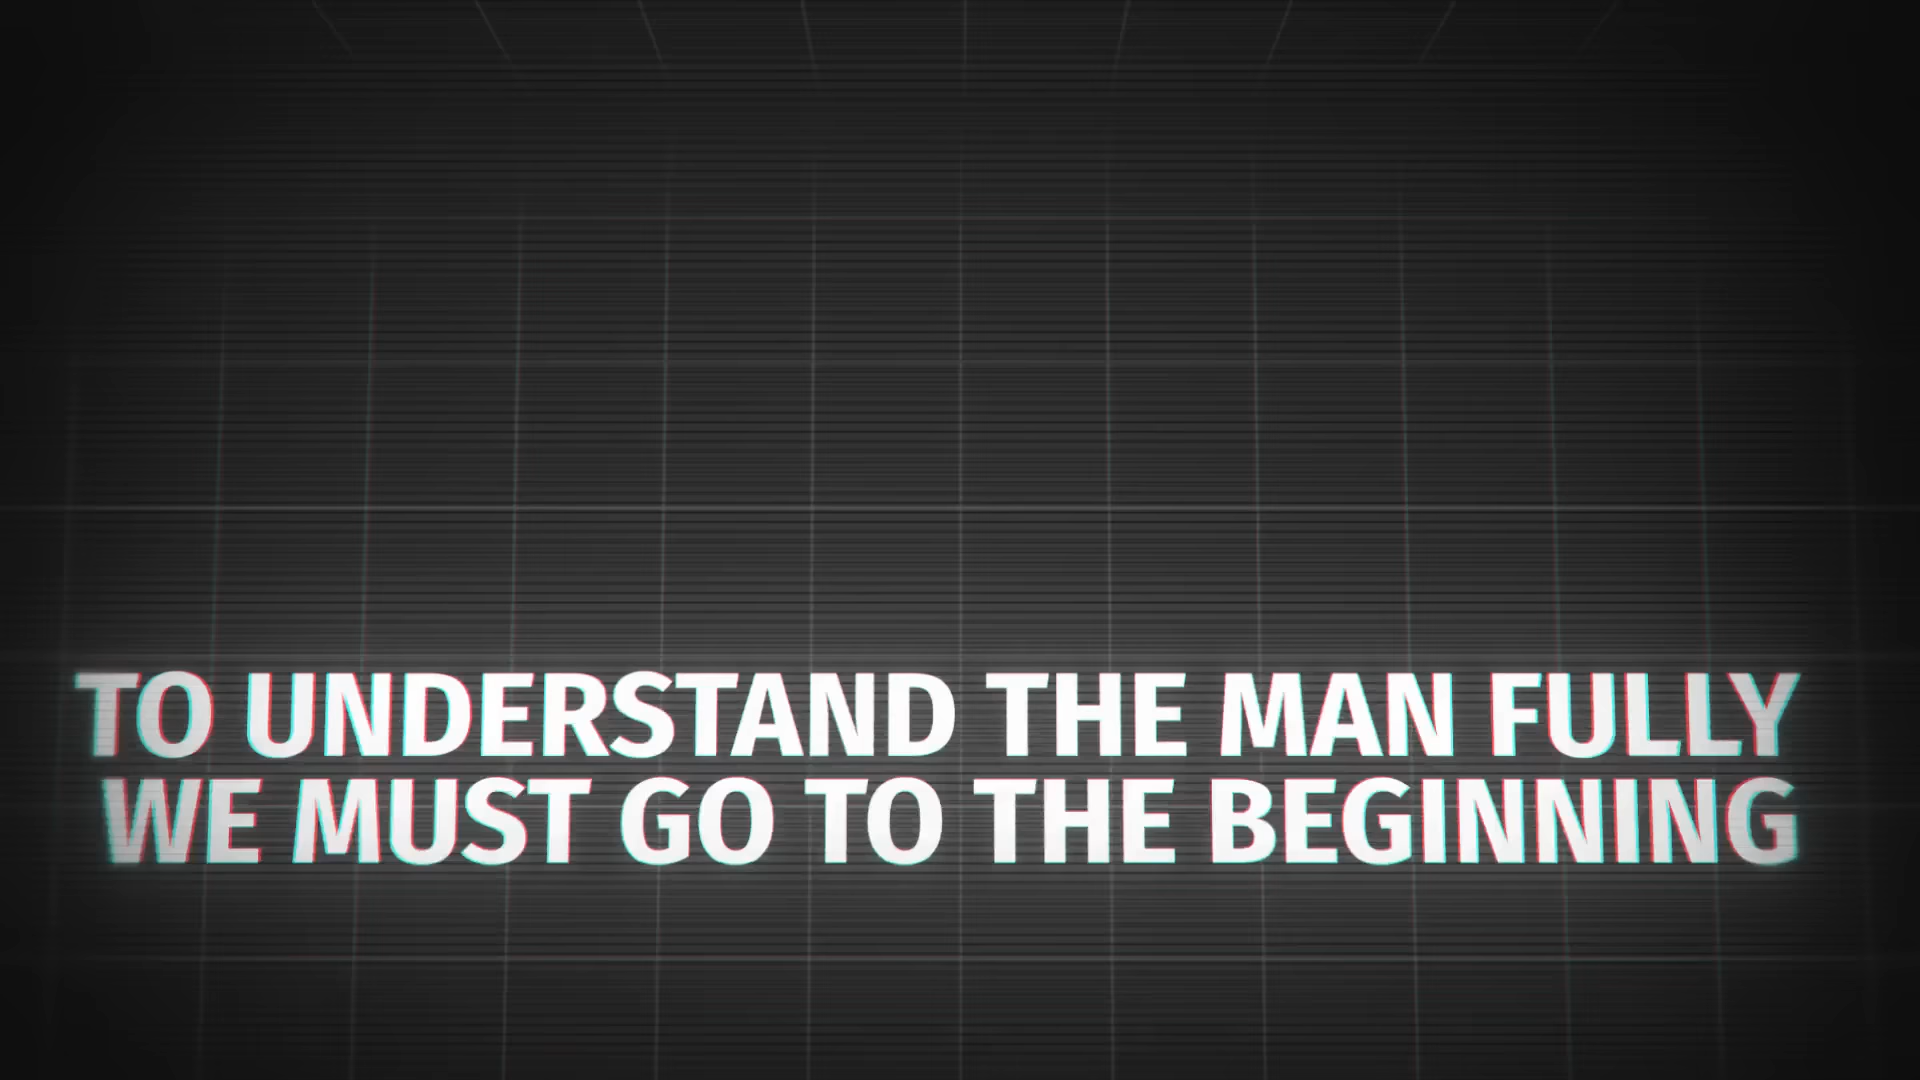 TO UNDERSTAND THE MAN FULLY
WE MUST GO TO THE BEGINNING